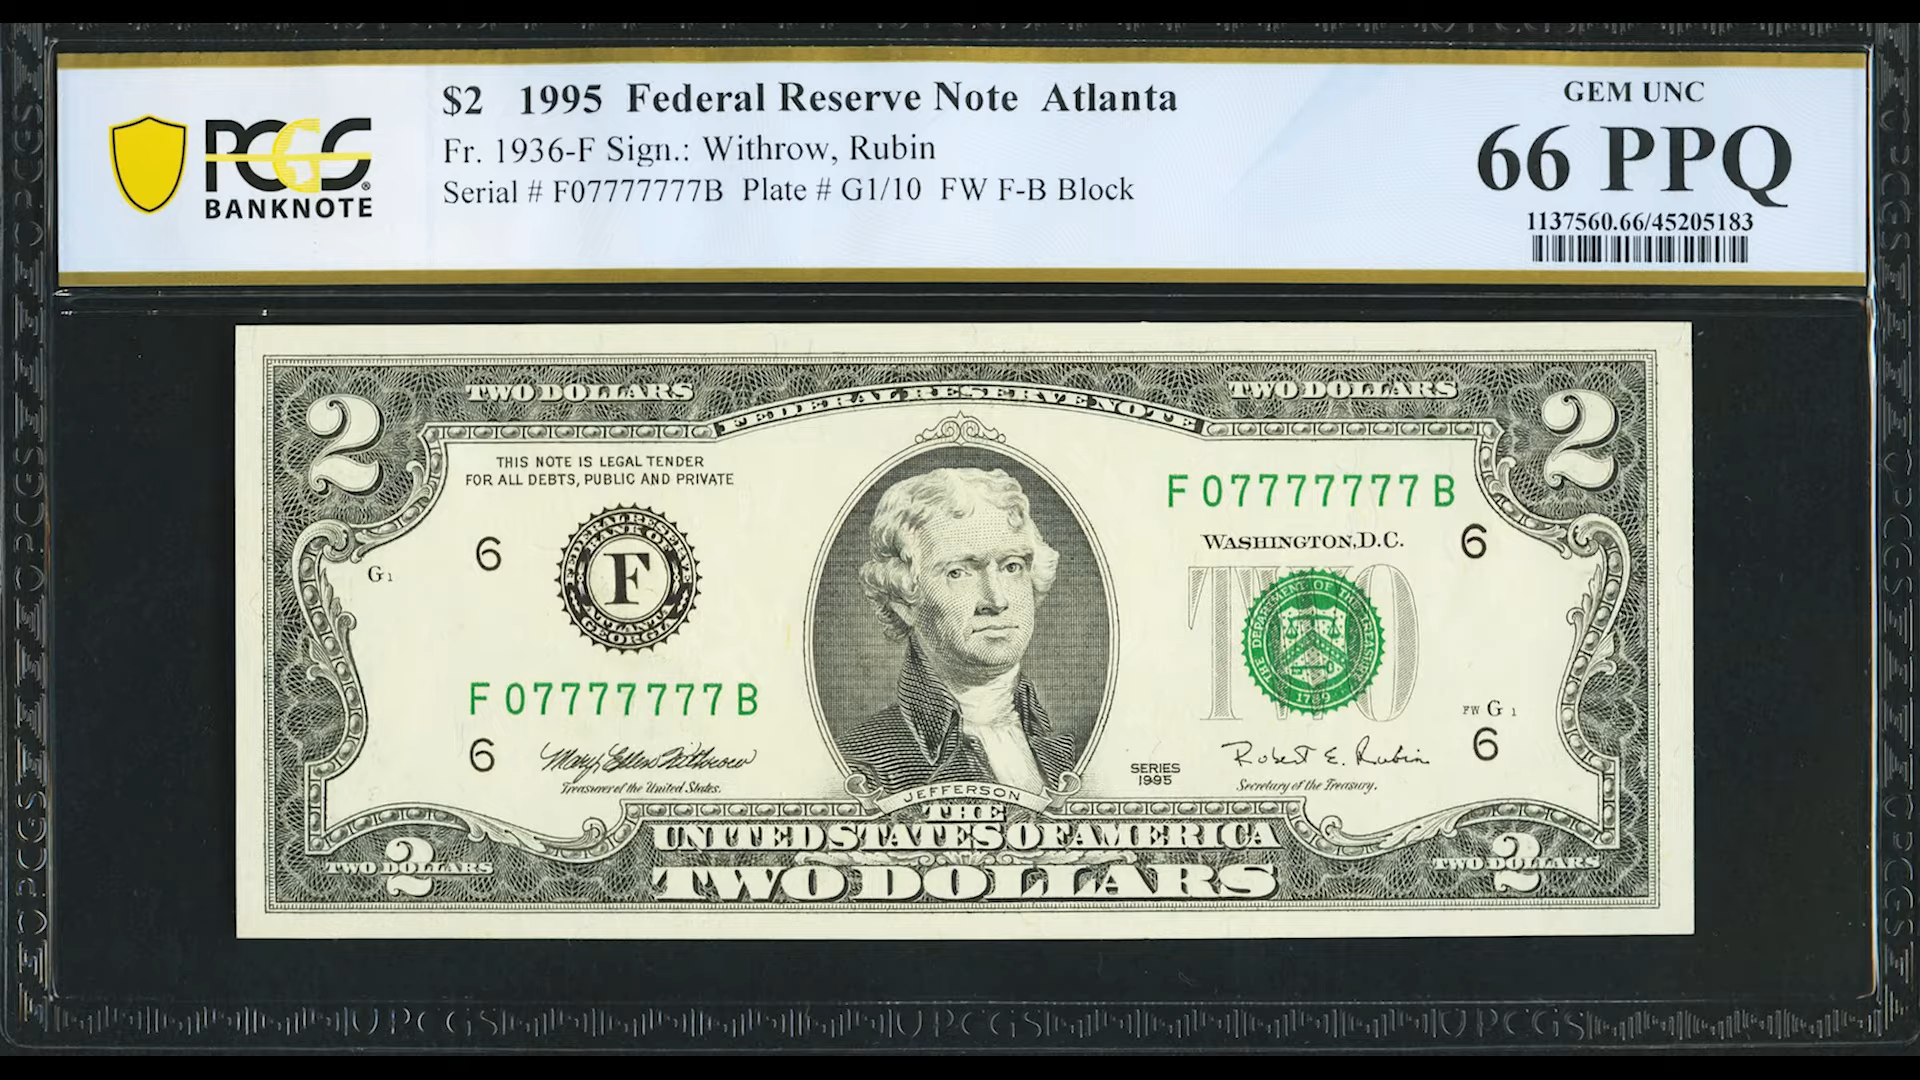 $2 1995 Federal Reserve Note Atlanta
Fr. 1936-F Sign.: Withrow, Rubin
Serial # F07777777B Plate # G1/10 FW F-B Block
PCGS
BANKNOTE
GEM UNC
66 PPQ
1137560.66/45205183
2 TWO DOLLARS FEDERAL RESERVE NOTE TWO DOLLARS 2
THIS NOTE IS LEGAL TENDER
FOR ALL DEBTS, PUBLIC AND PRIVATE
F 07777777 B
WASHINGTON, D.C.
6
6
G1
FEDERAL RESERVE BANK OF
F
ATLANTA
GEORGIA
TWO
THE DEPARTMENT OF THE TREASURY
1789
F 07777777 B
FW G 1
6
6
Mary Ellen Withrow
Treasurer of the United States.
SERIES
1995
Robert E. Rubin
Secretary of the Treasury.
JEFFERSON
THE
UNITED STATES OF AMERICA
TWO DOLLARS
TWO DOLLARS
2
TWO DOLLARS
2
PCGS
PCGS
PCGS